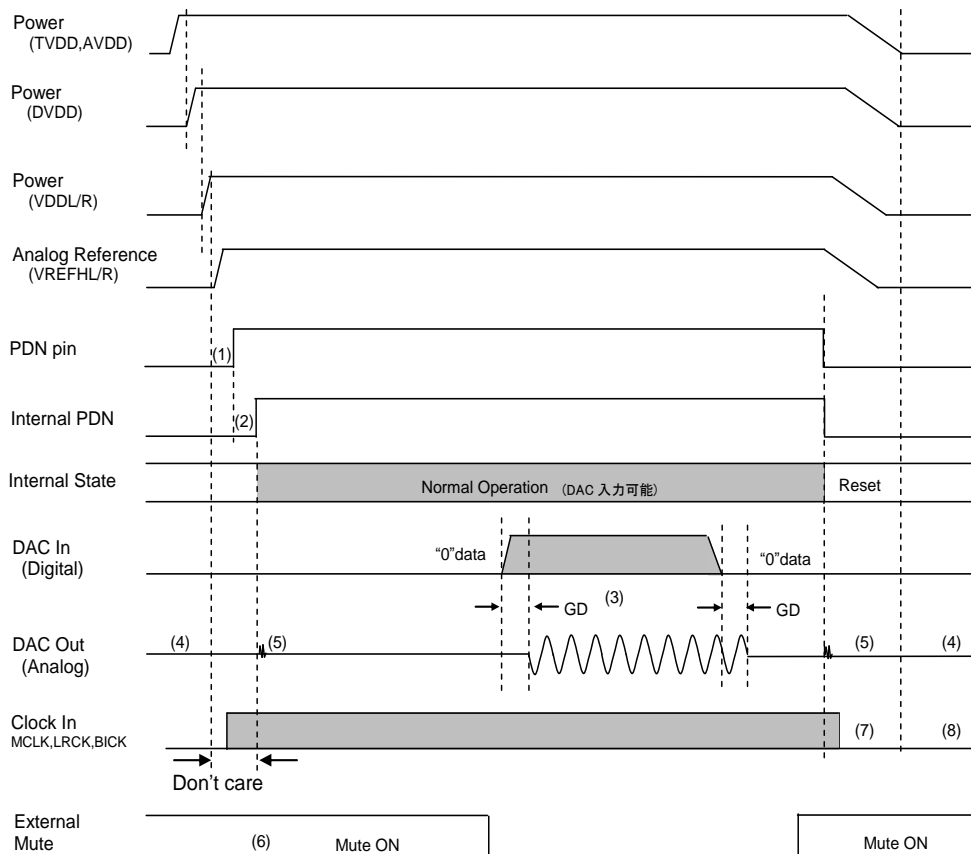 Power
(TVDD,AVDD)
Power
(DVDD)
Power
(VDDL/R)
Analog Reference
(VREFHL/R)
PDN pin
(1)
Internal PDN
(2)
Internal State
Normal Operation (DAC 入力可能)
Reset
DAC In
(Digital)
“0”data
“0”data
GD
(3)
GD
DAC Out
(Analog)
(4)
(5)
(5)
(4)
Clock In
MCLK,LRCK,BICK
(7)
(8)
Don’t care
External
Mute
(6)
Mute ON
Mute ON